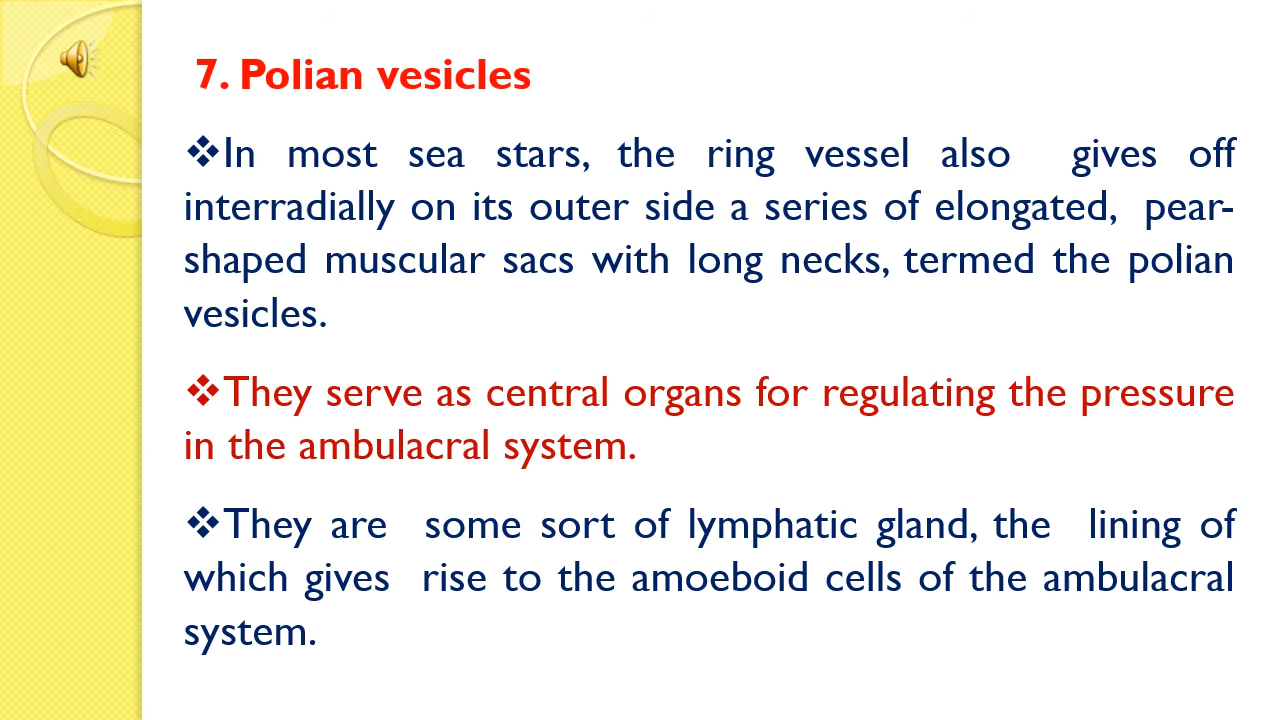 7. Polian vesicles
❖In most sea stars, the ring vessel also gives off
interradially on its outer side a series of elongated, pear-
shaped muscular sacs with long necks, termed the polian
vesicles.
❖They serve as central organs for regulating the pressure
in the ambulacral system.
❖They are some sort of lymphatic gland, the lining of
which gives rise to the amoeboid cells of the ambulacral
system.